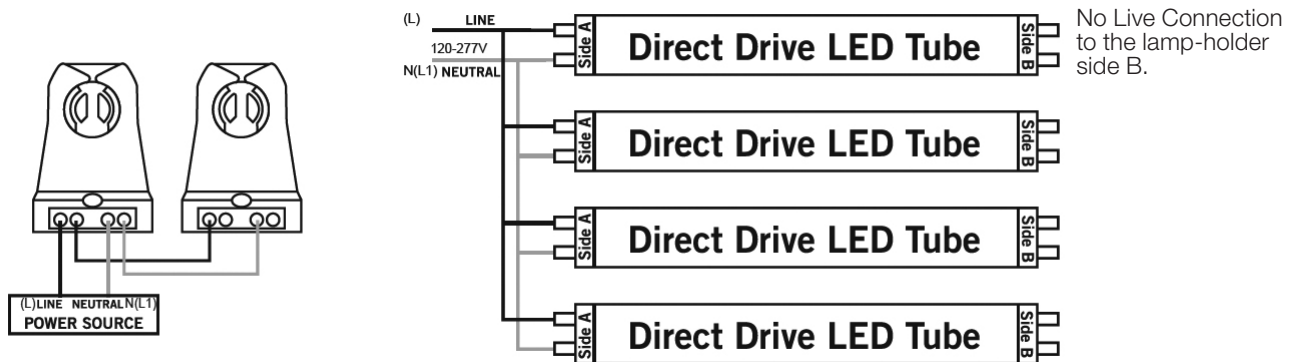 (L) LINE
120-277V
N(L1) NEUTRAL
Side A
Direct Drive LED Tube
Side B
No Live Connection
to the lamp-holder
side B.
Side A
Direct Drive LED Tube
Side B
Side A
Direct Drive LED Tube
Side B
Side A
Direct Drive LED Tube
Side B
(L)LINE NEUTRALN(L1)
POWER SOURCE